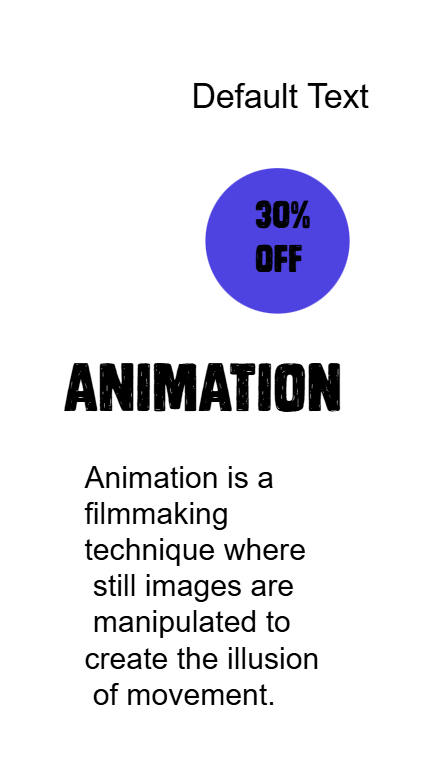 Default Text
30%
OFF
ANIMATION
Animation is a
filmmaking
technique where
still images are
manipulated to
create the illusion
of movement.